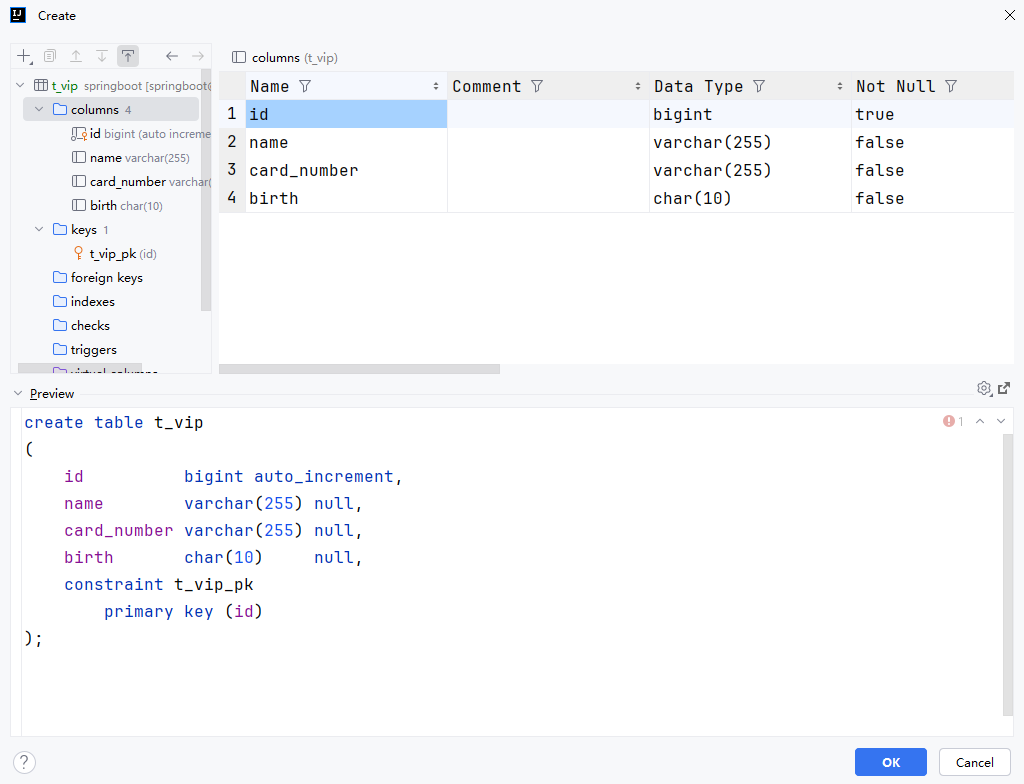 Create
t_vip springboot [springboot@
columns 4
id bigint (auto increme
name varchar(255)
card_number varchar(
birth char(10)
keys 1
t_vip_pk (id)
foreign keys
indexes
checks
triggers
virtual columns
columns (t_vip)
Name Comment Data Type Not Null
1 id bigint true
2 name varchar(255) false
3 card_number varchar(255) false
4 birth char(10) false
Preview
1
create table t_vip
(
id bigint auto_increment,
name varchar(255) null,
card_number varchar(255) null,
birth char(10) null,
constraint t_vip_pk
primary key (id)
);
?
OK
Cancel